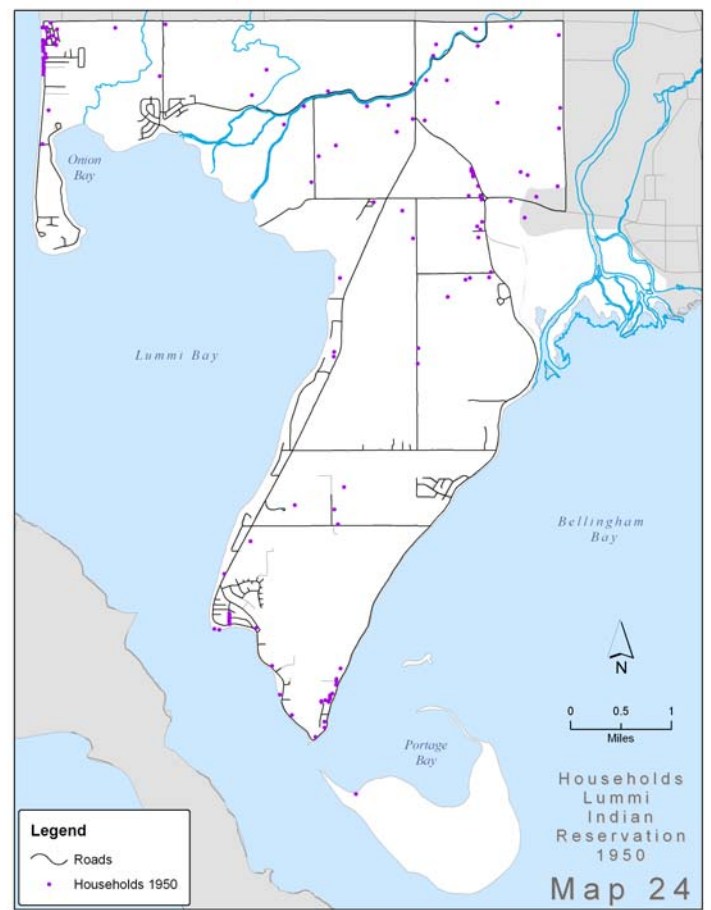 Onion
Bay
Lummi Bay
Bellingham
Bay
N
0 0.5 1
Miles
Portage
Bay
Households
Lummi
Indian
Reservation
1950
Map 24
Legend
Roads
Households 1950